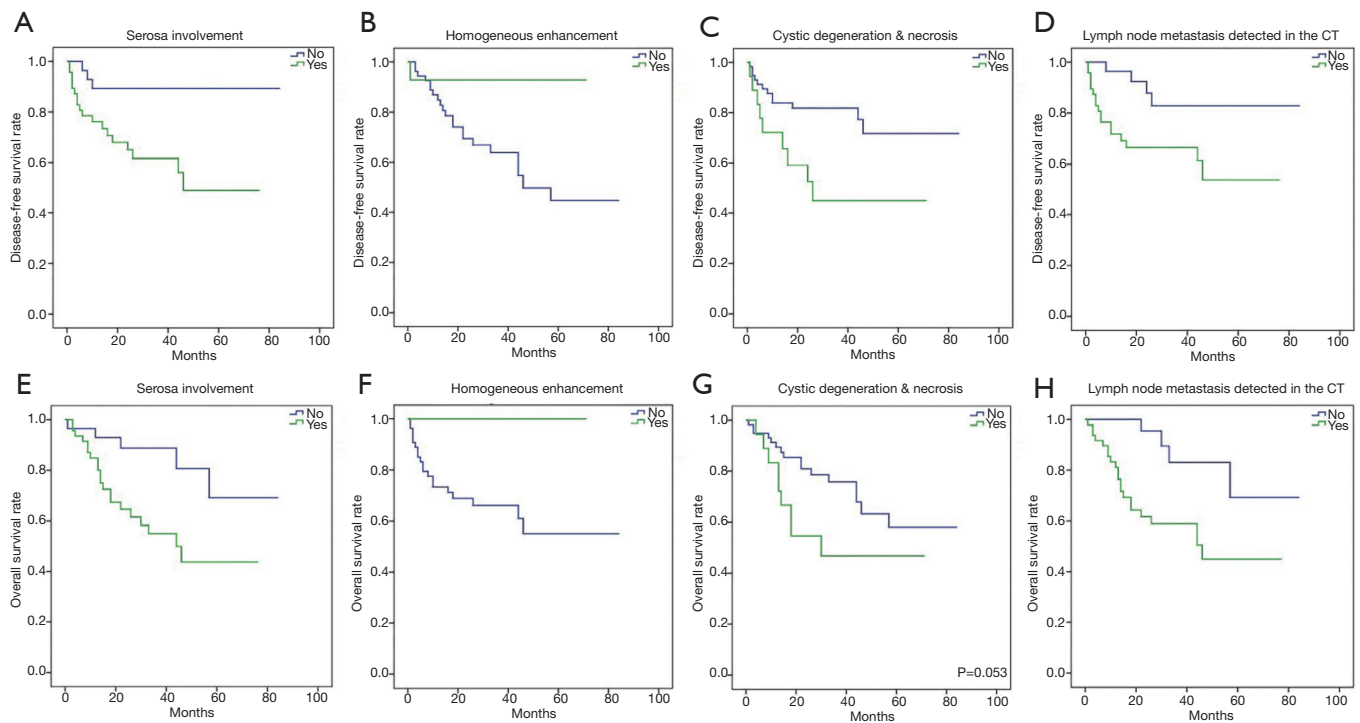 A
Serosa involvement
No
Yes
Disease-free survival rate
1.0
0.8
0.6
0.4
0.2
0.0
0 20 40 60 80 100
Months
B
Homogeneous enhancement
No
Yes
Disease-free survival rate
1.0
0.8
0.6
0.4
0.2
0.0
0 20 40 60 80 100
Months
C
Cystic degeneration & necrosis
No
Yes
Disease-free survival rate
1.0
0.8
0.6
0.4
0.2
0.0
0 20 40 60 80 100
Months
D
Lymph node metastasis detected in the CT
No
Yes
Disease-free survival rate
1.0
0.8
0.6
0.4
0.2
0.0
0 20 40 60 80 100
Months
E
Serosa involvement
No
Yes
Overall survival rate
1.0
0.8
0.6
0.4
0.2
0.0
0 20 40 60 80 100
Months
F
Homogeneous enhancement
No
Yes
Overall survival rate
1.0
0.8
0.6
0.4
0.2
0.0
0 20 40 60 80 100
Months
G
Cystic degeneration & necrosis
No
Yes
Overall survival rate
1.0
0.8
0.6
0.4
0.2
0.0
P=0.053
0 20 40 60 80 100
Months
H
Lymph node metastasis detected in the CT
No
Yes
Overall survival rate
1.0
0.8
0.6
0.4
0.2
0.0
0 20 40 60 80 100
Months